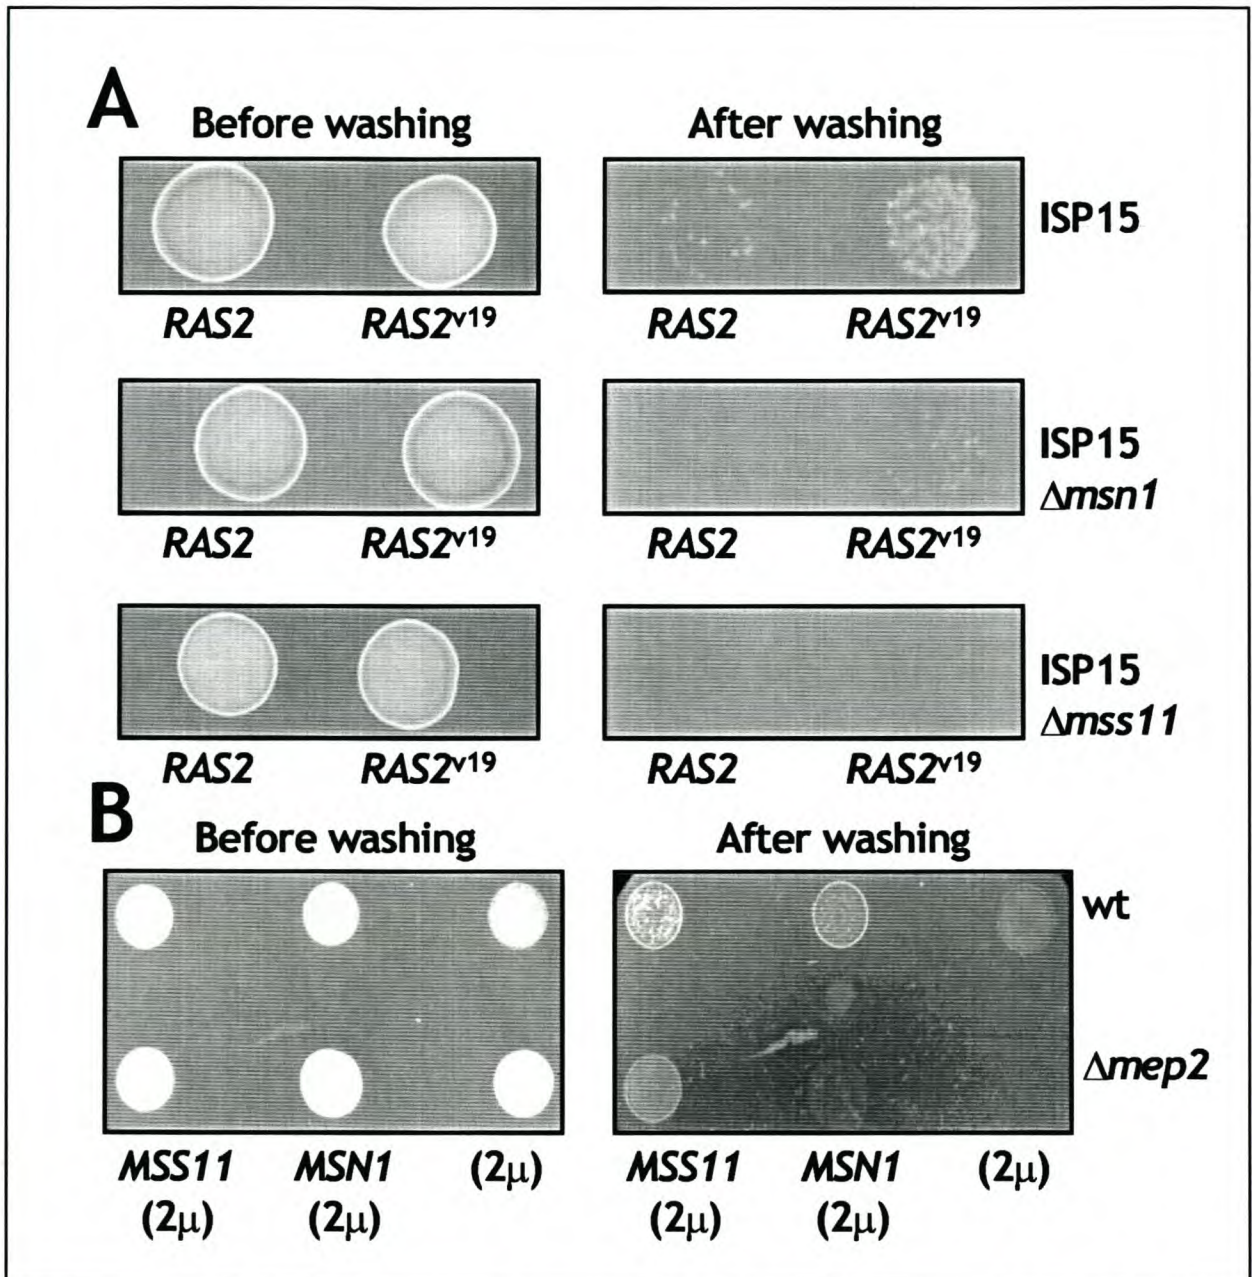 A
Before washing After washing
ISP15
RAS2 RAS2v19 RAS2 RAS2v19
ISP15
Δmsn1
RAS2 RAS2v19 RAS2 RAS2v19
ISP15
Δmss11
RAS2 RAS2v19 RAS2 RAS2v19
B
Before washing After washing
wt
Δmep2
MSS11 MSN1 (2µ) MSS11 MSN1 (2µ)
(2µ) (2µ) (2µ) (2µ)